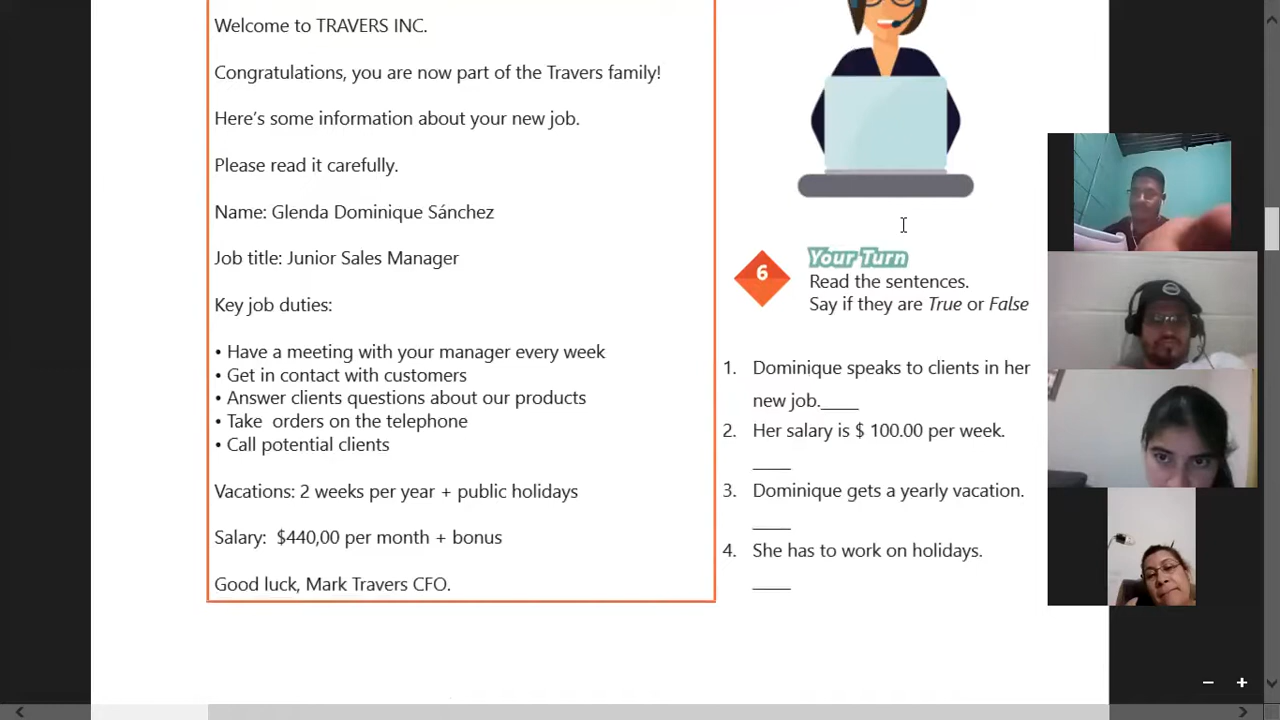 Welcome to TRAVERS INC.
Congratulations, you are now part of the Travers family!
Here's some information about your new job.
Please read it carefully.
Name: Glenda Dominique Sánchez
Job title: Junior Sales Manager
Key job duties:
• Have a meeting with your manager every week
• Get in contact with customers
• Answer clients questions about our products
• Take  orders on the telephone
• Call potential clients
Vacations: 2 weeks per year + public holidays
Salary:  $440,00 per month + bonus
Good luck, Mark Travers CFO.
6
Your Turn
Read the sentences.
Say if they are True or False
1. Dominique speaks to clients in her
new job.____
2. Her salary is $ 100.00 per week.
____
3. Dominique gets a yearly vacation.
____
4. She has to work on holidays.
____